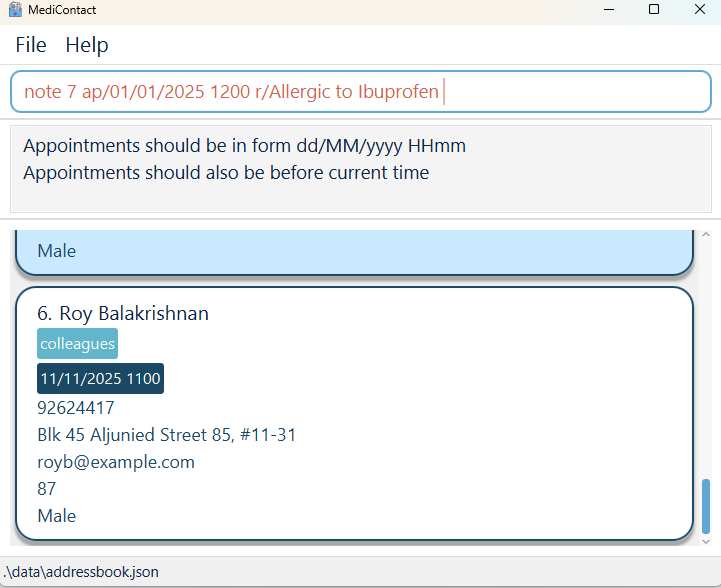 MediContact
File Help
note 7 ap/01/01/2025 1200 r/Allergic to Ibuprofen
Appointments should be in form dd/MM/yyyy HHmm
Appointments should also be before current time
Male
6. Roy Balakrishnan
colleagues
11/11/2025 1100
92624417
Blk 45 Aljunied Street 85, #11-31
royb@example.com
87
Male
.\data\addressbook.json